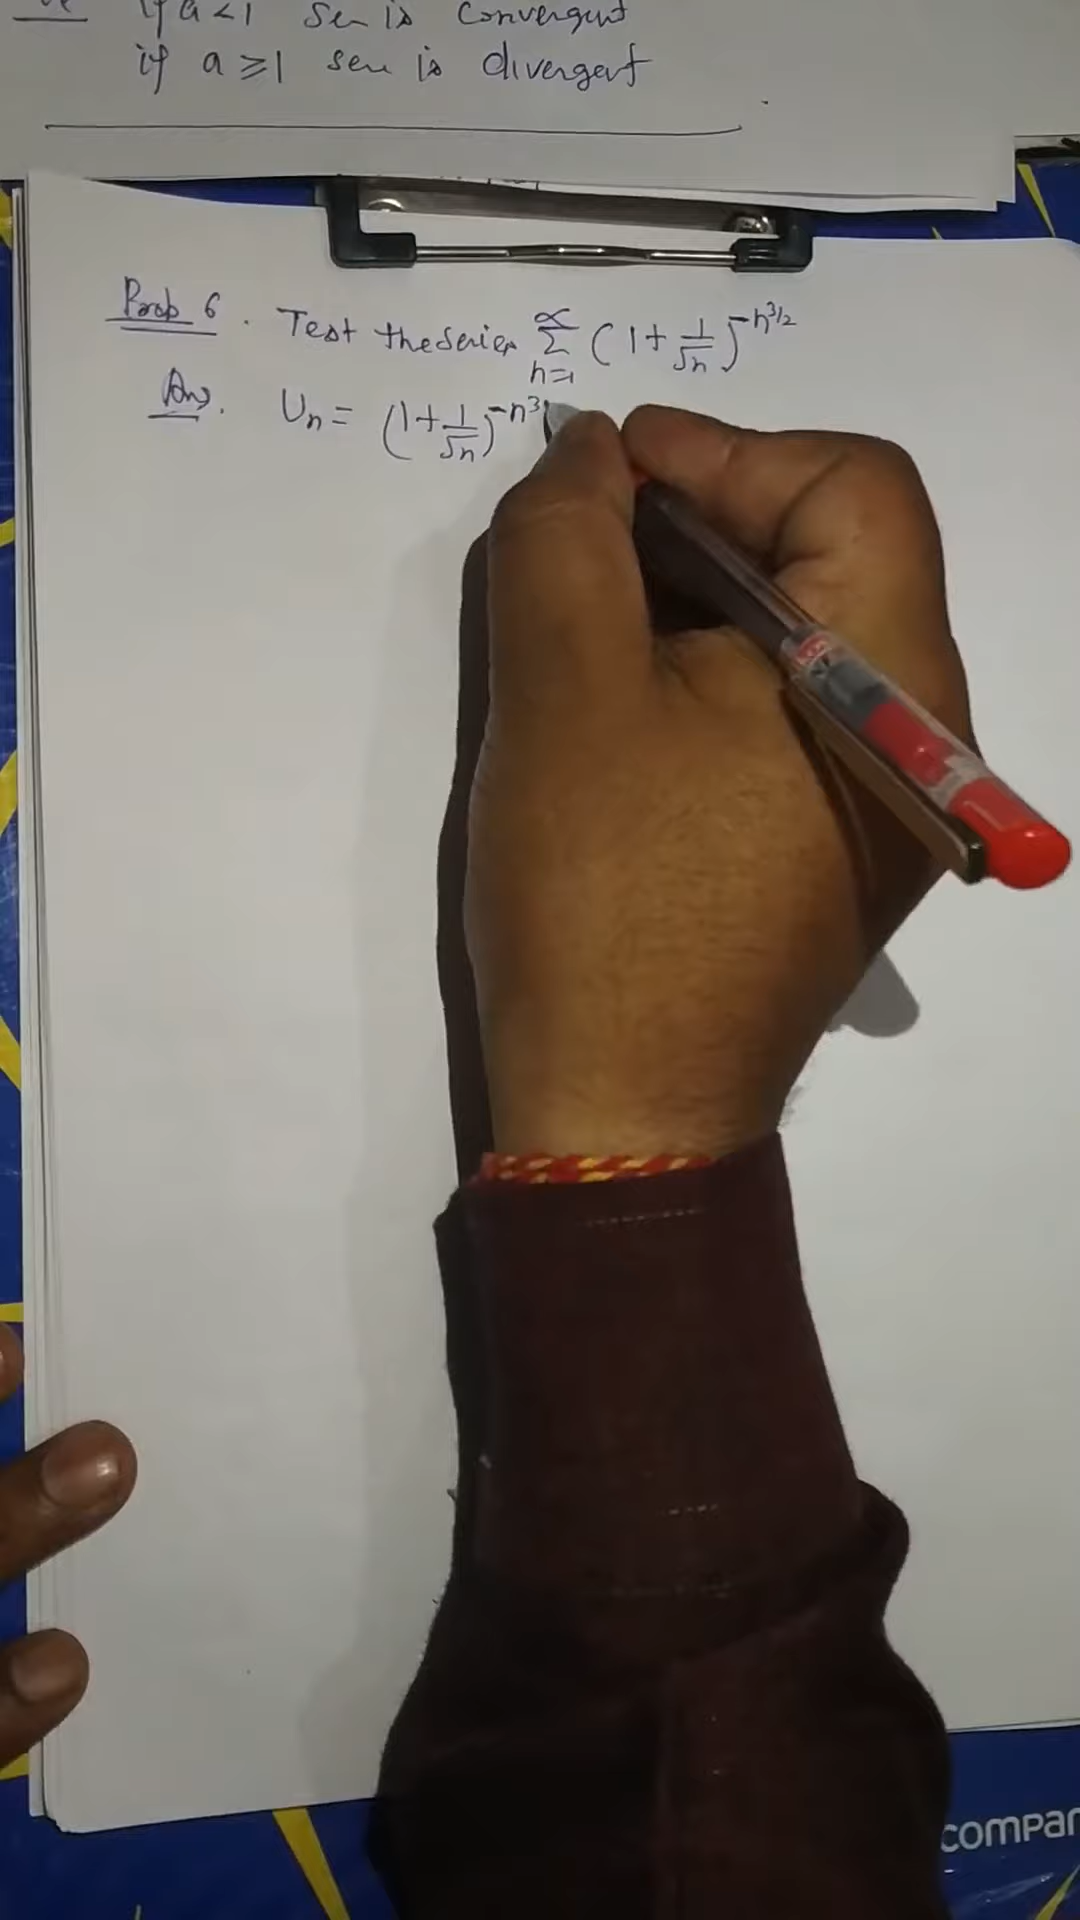 if a < 1 Ser is Convergent
if a ≥ 1 Ser is divergent
Prob 6. Test the Series ∞ Σ n=1 (1 + 1/√n)^-n^3/2
Ans. Un = (1 + 1/√n)^-n^3
compar